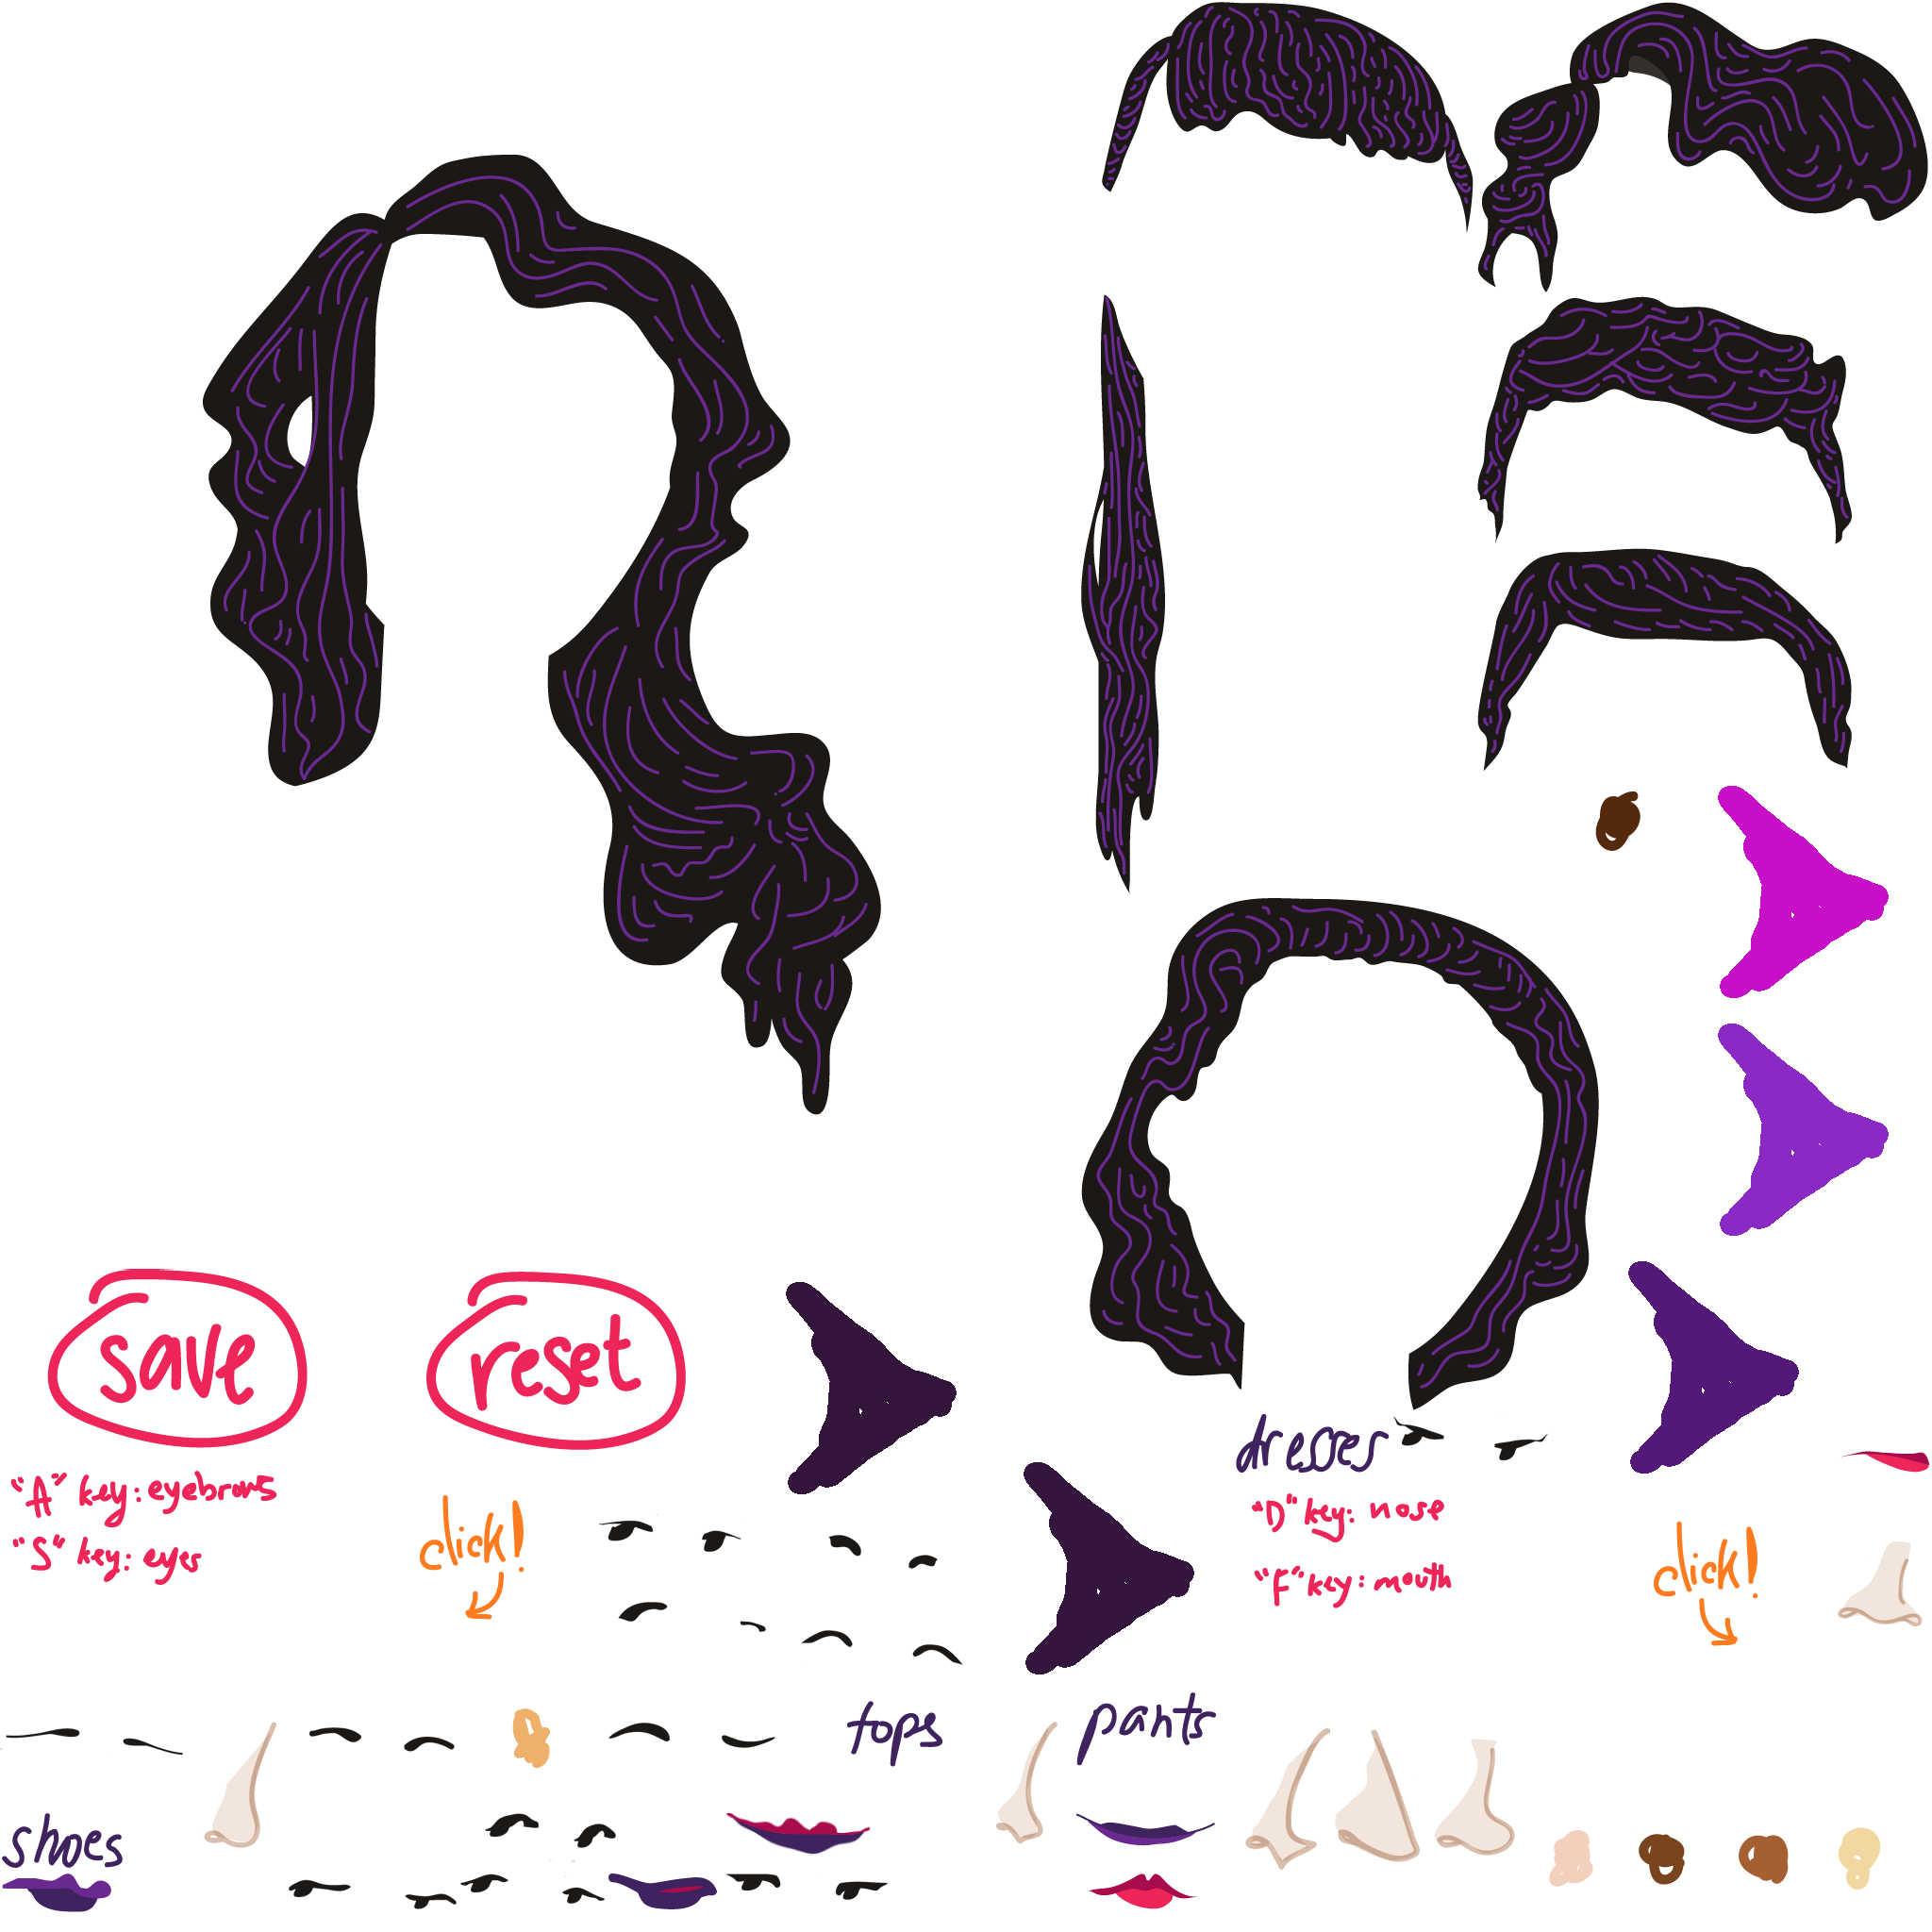 save
reset
"A" key: eyebrows
"S" key: eyes
click!
dresses
"D" key: nose
"F" key: mouth
click!
tops
pants
shoes